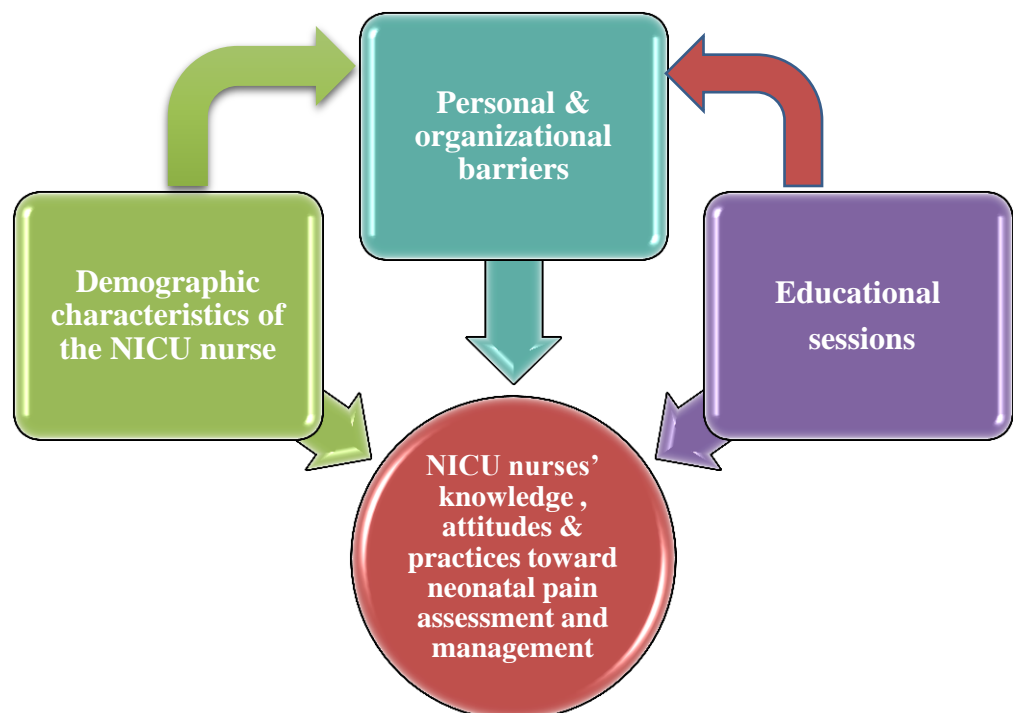 Personal &
organizational
barriers
Demographic
characteristics of
the NICU nurse
Educational
sessions
NICU nurses’
knowledge ,
attitudes &
practices toward
neonatal pain
assessment and
management